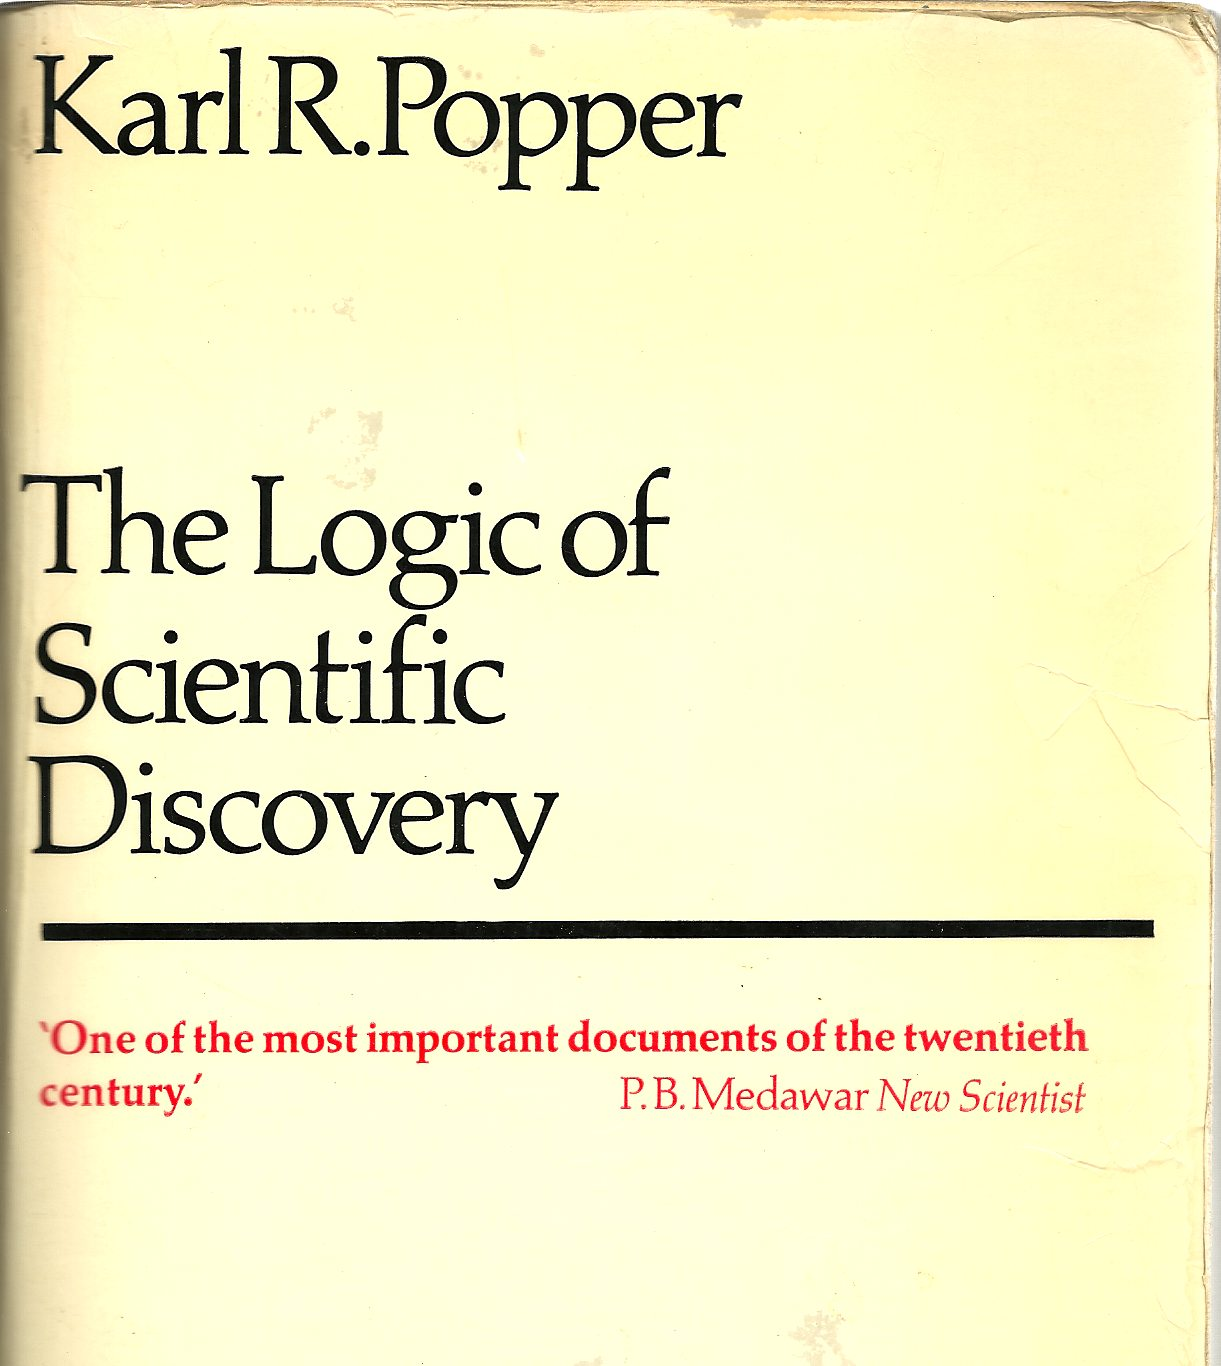 Karl R. Popper
The Logic of
Scientific
Discovery
‘One of the most important documents of the twentieth
century.’ P. B. Medawar New Scientist